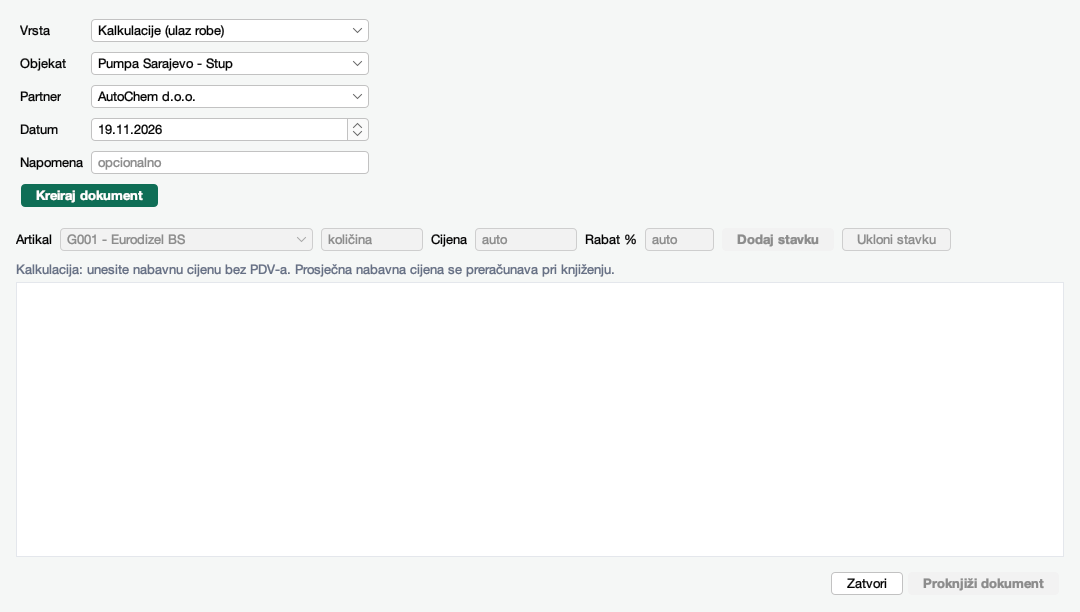 Vrsta Kalkulacije (ulaz robe)
Objekat Pumpa Sarajevo - Stup
Partner AutoChem d.o.o.
Datum 19.11.2026
Napomena opcionalno
Kreiraj dokument
Artikal G001 - Eurodizel BS količina Cijena auto Rabat % auto Dodaj stavku Ukloni stavku
Kalkulacija: unesite nabavnu cijenu bez PDV-a. Prosječna nabavna cijena se preračunava pri knjiženju.
Zatvori Proknjiži dokument